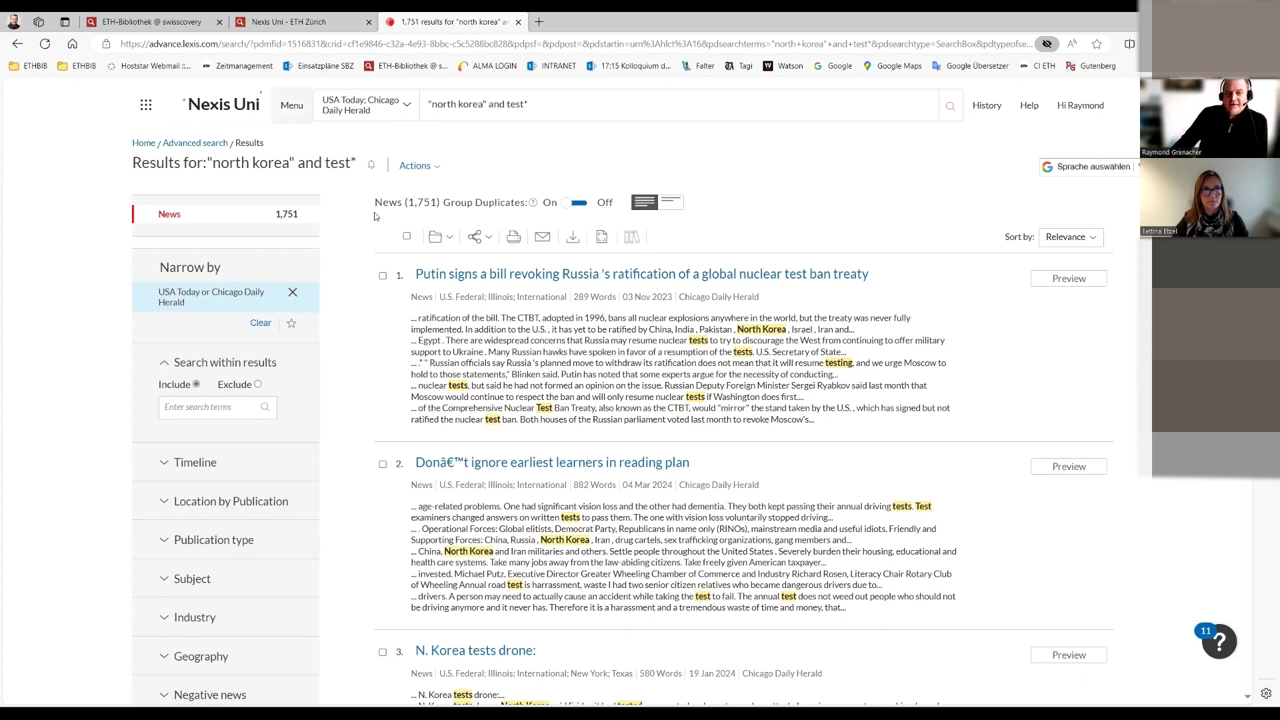 ETH-Bibliothek @ swisscovery
Nexis Uni - ETH Zürich
1,751 results for"north korea" an
https://advance.lexis.com/search/?pdmfid=1516831&crid=cf1e9846-c32a-4e93-8bbc-c5c5288bc828&pdpsf=&pdpost=&pdstartin=urn%3Ahlct%3A16&pdsearchterms="north+korea"+and+test*&pdsearchtype=SearchBox&pdtypeofse...
ETHBIB
ETHBIB
Hoststar Webmail ::...
Zeitmanagement
Einsatzpläne SBZ
ETH-Bibliothek @ s...
ALMA LOGIN
INTRANET
17:15 Kolloquium d...
Falter
Tagi
Watson
Google
Google Maps
Google Übersetzer
CI ETH
Gutenberg
Nexis Uni
Menu
USA Today; Chicago
Daily Herald
"north korea" and test*
History
Help
Hi Raymond
Home / Advanced search / Results
Results for:"north korea" and test*
Actions
Sprache auswählen
Raymond Grenacher
Bettina Etzel
News 1,751
Narrow by
USA Today or Chicago Daily
Herald
Clear
Search within results
Include
Exclude
Enter search terms
Timeline
Location by Publication
Publication type
Subject
Industry
Geography
Negative news
News (1,751) Group Duplicates: On Off
Sort by: Relevance
1. Putin signs a bill revoking Russia 's ratification of a global nuclear test ban treaty
Preview
News | U.S. Federal; Illinois; International | 289 Words | 03 Nov 2023 | Chicago Daily Herald
... ratification of the bill. The CTBT, adopted in 1996, bans all nuclear explosions anywhere in the world, but the treaty was never fully
implemented. In addition to the U.S. , it has yet to be ratified by China, India , Pakistan , North Korea , Israel , Iran and...
... Egypt . There are widespread concerns that Russia may resume nuclear tests to try to discourage the West from continuing to offer military
support to Ukraine . Many Russian hawks have spoken in favor of a resumption of the tests. U.S. Secretary of State...
... ." " Russian officials say Russia 's planned move to withdraw its ratification does not mean that it will resume testing, and we urge Moscow to
hold to those statements," Blinken said. Putin has noted that some experts argue for the necessity of conducting...
... nuclear tests, but said he had not formed an opinion on the issue. Russian Deputy Foreign Minister Sergei Ryabkov said last month that
Moscow would continue to respect the ban and will only resume nuclear tests if Washington does first....
... of the Comprehensive Nuclear Test Ban Treaty, also known as the CTBT, would "mirror" the stand taken by the U.S. , which has signed but not
ratified the nuclear test ban. Both houses of the Russian parliament voted last month to revoke Moscow's...
2. Donâ€™t ignore earliest learners in reading plan
Preview
News | U.S. Federal; Illinois; International | 882 Words | 04 Mar 2024 | Chicago Daily Herald
... age-related problems. One had significant vision loss and the other had dementia. They both kept passing their annual driving tests. Test
examiners changed answers on written tests to pass them. The one with vision loss voluntarily stopped driving...
... . Operational Forces: Global elitists, Democrat Party, Republicans in name only (RINOs), mainstream media and useful idiots. Friendly and
Supporting Forces: China, Russia , North Korea , Iran , drug cartels, sex trafficking organizations, gang members and...
... China, North Korea and Iran militaries and others. Settle people throughout the United States . Severely burden their housing, educational and
health care systems. Take many jobs away from the law-abiding citizens. Take freely given American taxpayer...
... invested. Michael Putz, Executive Director Greater Wheeling Chamber of Commerce and Industry Richard Rosen, Literacy Chair Rotary Club
of Wheeling Annual road test is harrassment, waste I had two senior citizen relatives who became dangerous drivers due to...
... drivers. A person may need to actually cause an accident while taking the test to fail. The annual test does not weed out people who should not
be driving anymore and it never has. Therefore it is a harassment and a tremendous waste of time and money, that...
3. N. Korea tests drone:
Preview
News | U.S. Federal; Illinois; International; New York; Texas | 580 Words | 19 Jan 2024 | Chicago Daily Herald
... N. Korea tests drone:...
11